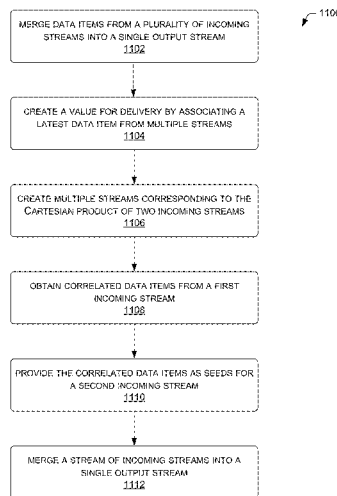 1100
MERGE DATA ITEMS FROM A PLURALITY OF INCOMING
STREAMS INTO A SINGLE OUTPUT STREAM
1102
CREATE A VALUE FOR DELIVERY BY ASSOCIATING A
LATEST DATA ITEM FROM MULTIPLE STREAMS
1104
CREATE MULTIPLE STREAMS CORRESPONDING TO THE
CARTESIAN PRODUCT OF TWO INCOMING STREAMS
1106
OBTAIN CORRELATED DATA ITEMS FROM A FIRST
INCOMING STREAM
1108
PROVIDE THE CORRELATED DATA ITEMS AS SEEDS FOR
A SECOND INCOMING STREAM
1110
MERGE A STREAM OF INCOMING STREAMS INTO A
SINGLE OUTPUT STREAM
1112